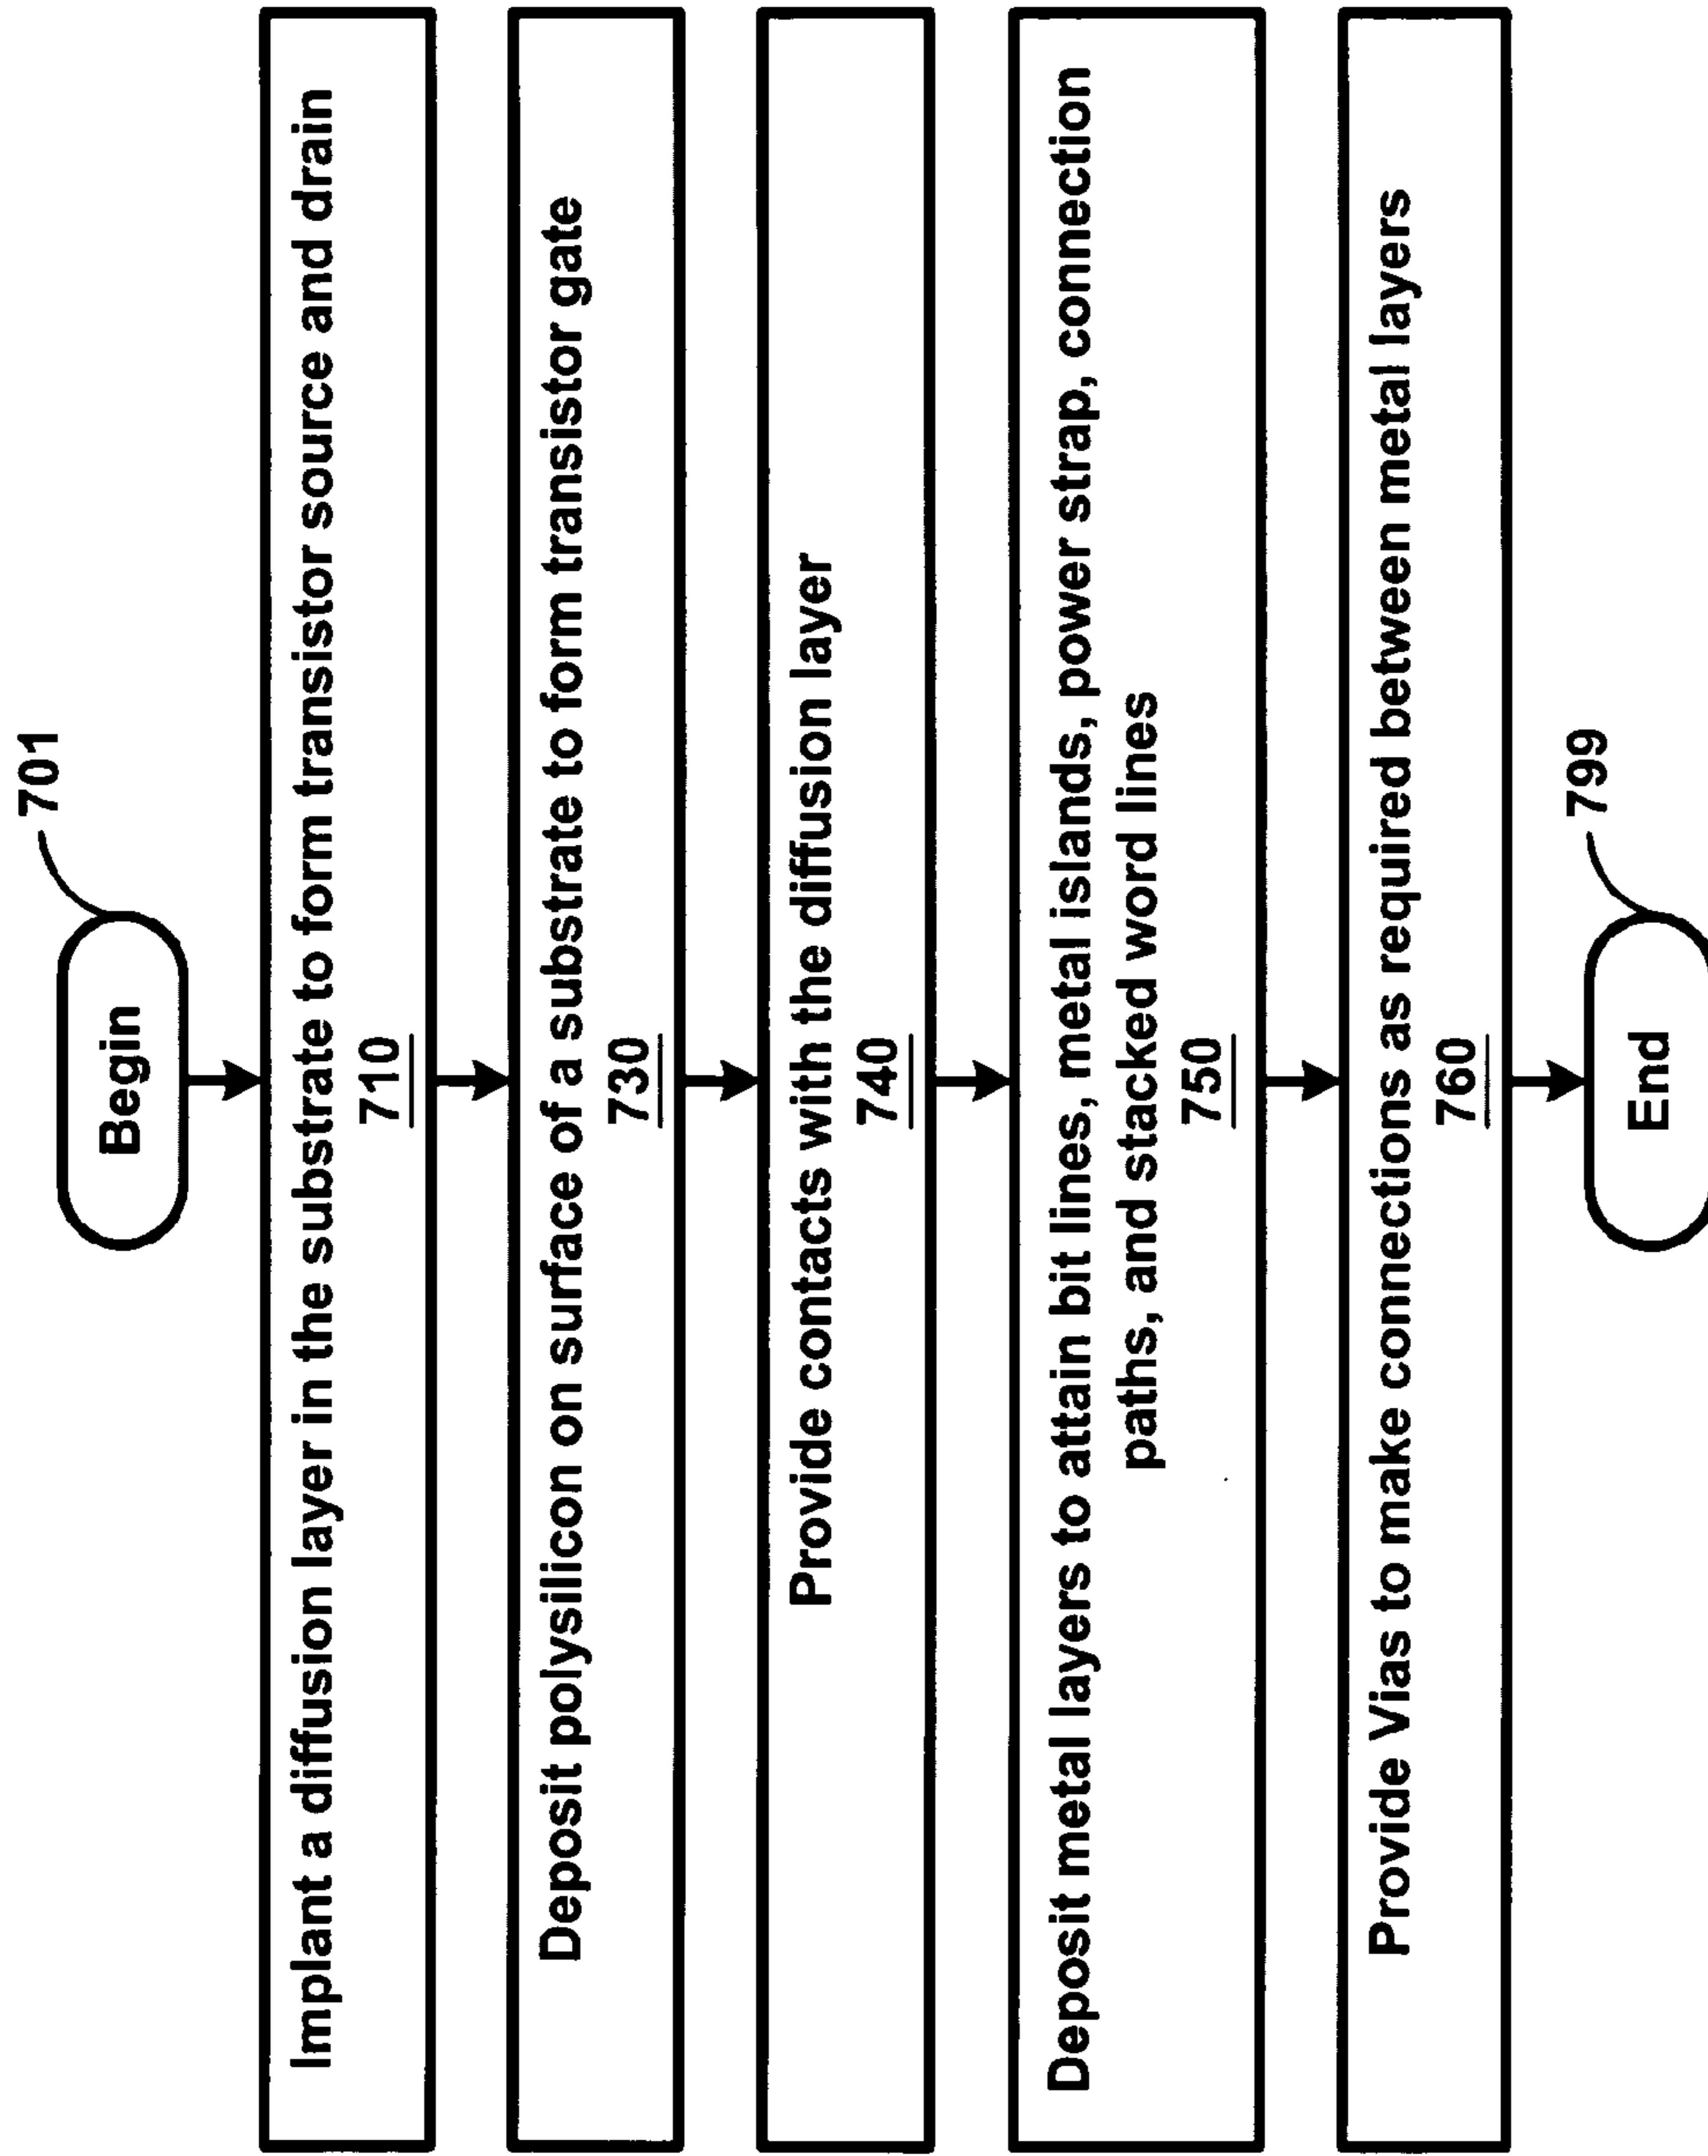 701
Begin
Implant a diffusion layer in the substrate to form transistor source and drain
710
Deposit polysilicon on surface of a substrate to form transistor gate
730
Provide contacts with the diffusion layer
740
Deposit metal layers to attain bit lines, metal islands, power strap, connection
paths, and stacked word lines
750
Provide Vias to make connections as required between metal layers
760
799
End